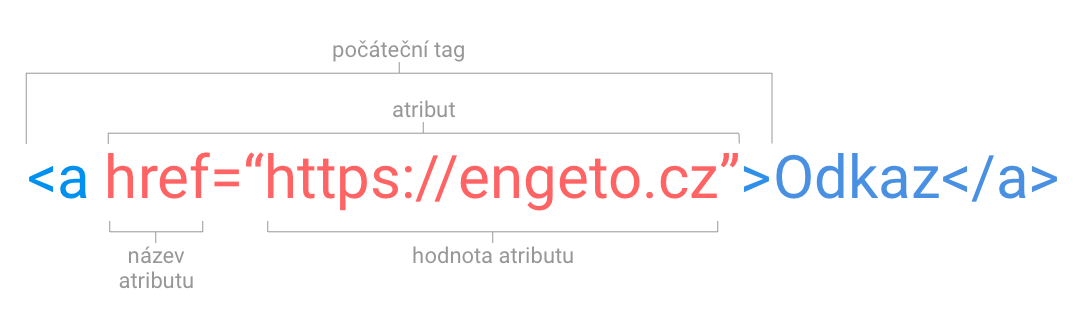 počáteční tag
atribut
<a href=“https://engeto.cz”>Odkaz</a>
název
atributu
hodnota atributu